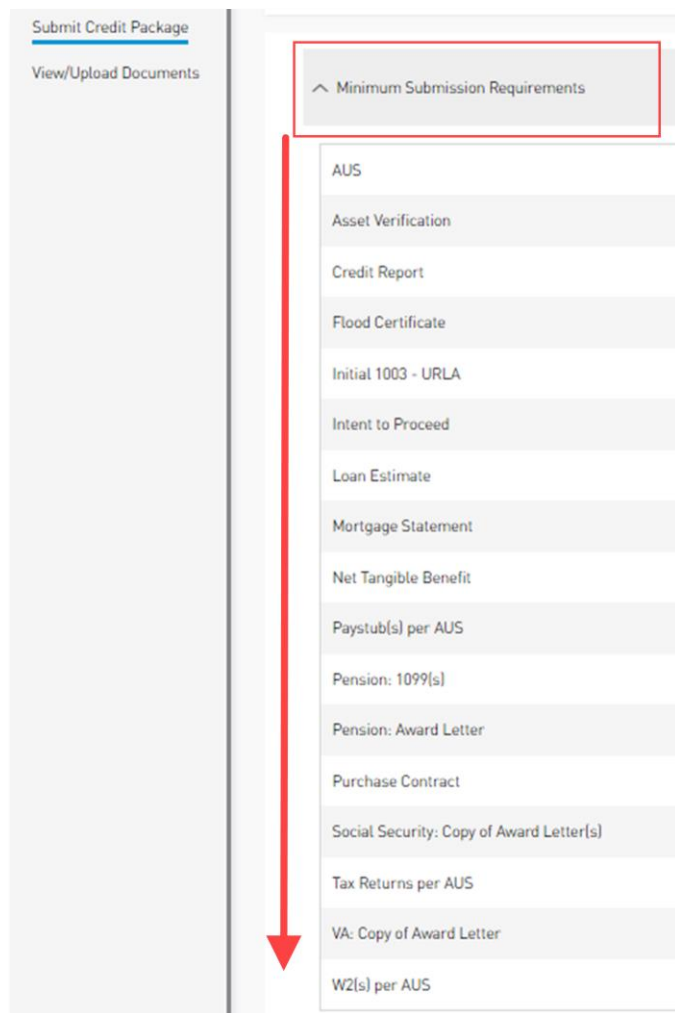 Submit Credit Package
View/Upload Documents
Minimum Submission Requirements
AUS
Asset Verification
Credit Report
Flood Certificate
Initial 1003 - URLA
Intent to Proceed
Loan Estimate
Mortgage Statement
Net Tangible Benefit
Paystub(s) per AUS
Pension: 1099(s)
Pension: Award Letter
Purchase Contract
Social Security: Copy of Award Letter(s)
Tax Returns per AUS
VA: Copy of Award Letter
W2(s) per AUS